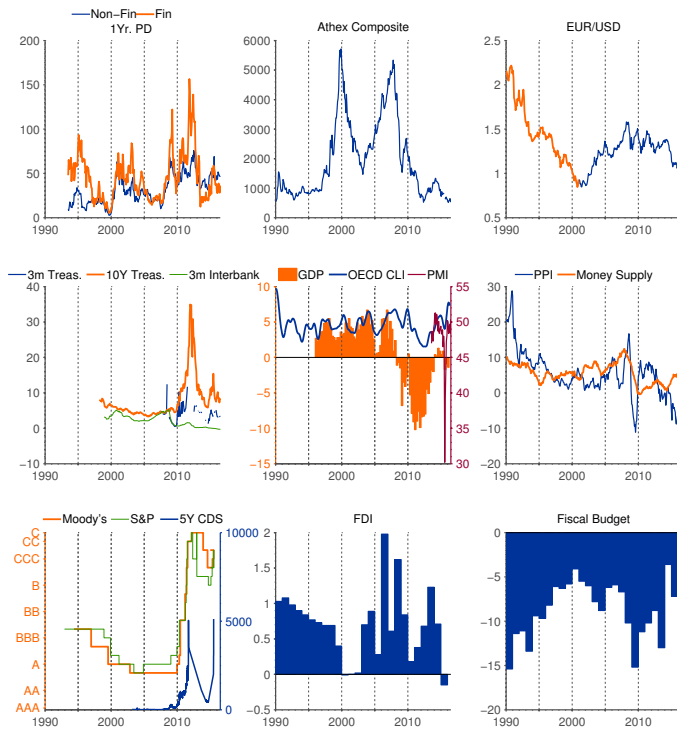 Non−Fin Fin
1Yr. PD
Athex Composite
EUR/USD
200
150
100
50
0
1990 2000 2010
6000
5000
4000
3000
2000
1000
0
1990 2000 2010
2.5
2
1.5
1
0.5
1990 2000 2010
3m Treas. 10Y Treas. 3m Interbank
GDP OECD CLI PMI
PPI Money Supply
40
30
20
10
0
−10
1990 2000 2010
10
5
0
−5
−10
−15
1990 2000 2010
55
50
45
40
35
30
30
20
10
0
−10
−20
1990 2000 2010
Moody's S&P 5Y CDS
FDI
Fiscal Budget
C
CC
CCC
B
BB
BBB
A
AA
AAA
1990 2000 2010
10000
5000
0
2
1.5
1
0.5
0
−0.5
1990 2000 2010
0
−5
−10
−15
−20
1990 2000 2010